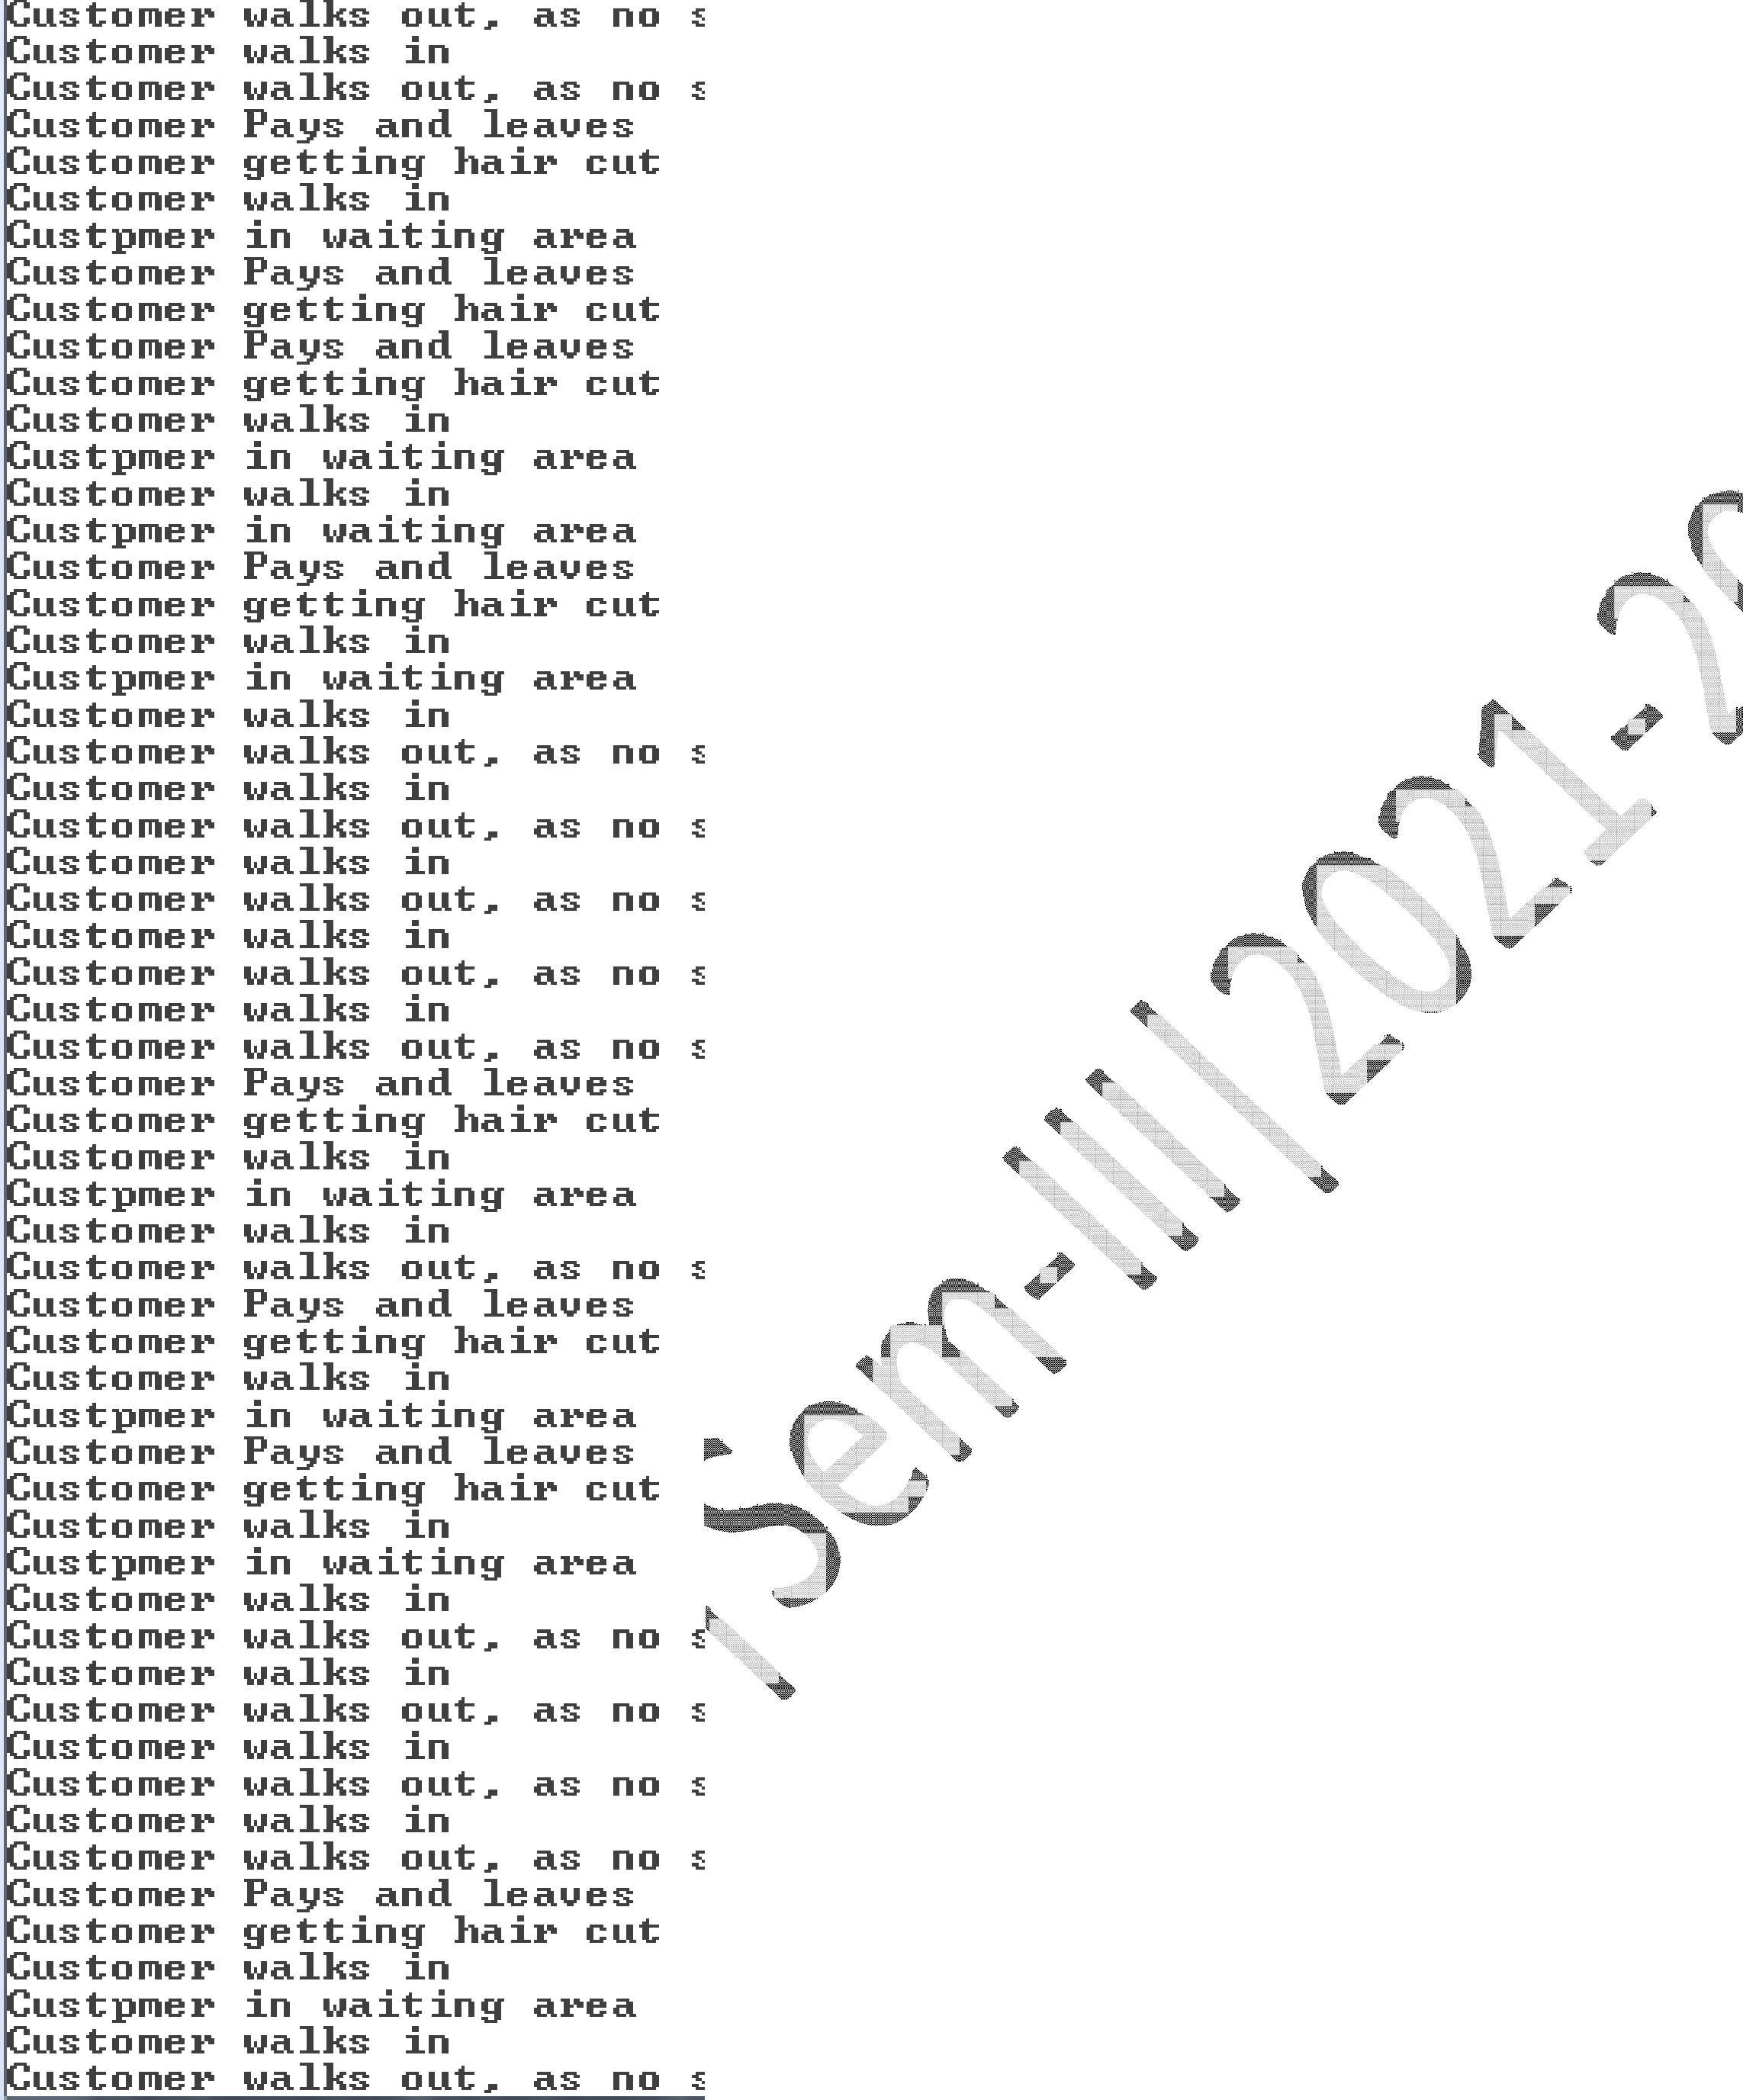 Customer walks out, as no s
Customer walks in
Customer walks out, as no s
Customer Pays and leaves
Customer getting hair cut
Customer walks in
Custpmer in waiting area
Customer Pays and leaves
Customer getting hair cut
Customer Pays and leaves
Customer getting hair cut
Customer walks in
Custpmer in waiting area
Customer walks in
Custpmer in waiting area
Customer Pays and leaves
Customer getting hair cut
Customer walks in
Custpmer in waiting area
Customer walks in
Customer walks out, as no s
Customer walks in
Customer walks out, as no s
Customer walks in
Customer walks out, as no s
Customer walks in
Customer walks out, as no s
Customer walks in
Customer walks out, as no s
Customer Pays and leaves
Customer getting hair cut
Customer walks in
Custpmer in waiting area
Customer walks in
Customer walks out, as no s
Customer Pays and leaves
Customer getting hair cut
Customer walks in
Custpmer in waiting area
Customer Pays and leaves
Customer getting hair cut
Customer walks in
Custpmer in waiting area
Customer walks in
Customer walks out, as no s
Customer walks in
Customer walks out, as no s
Customer walks in
Customer walks out, as no s
Customer walks in
Customer walks out, as no s
Customer Pays and leaves
Customer getting hair cut
Customer walks in
Custpmer in waiting area
Customer walks in
Customer walks out, as no s
Sem-III|2021-20